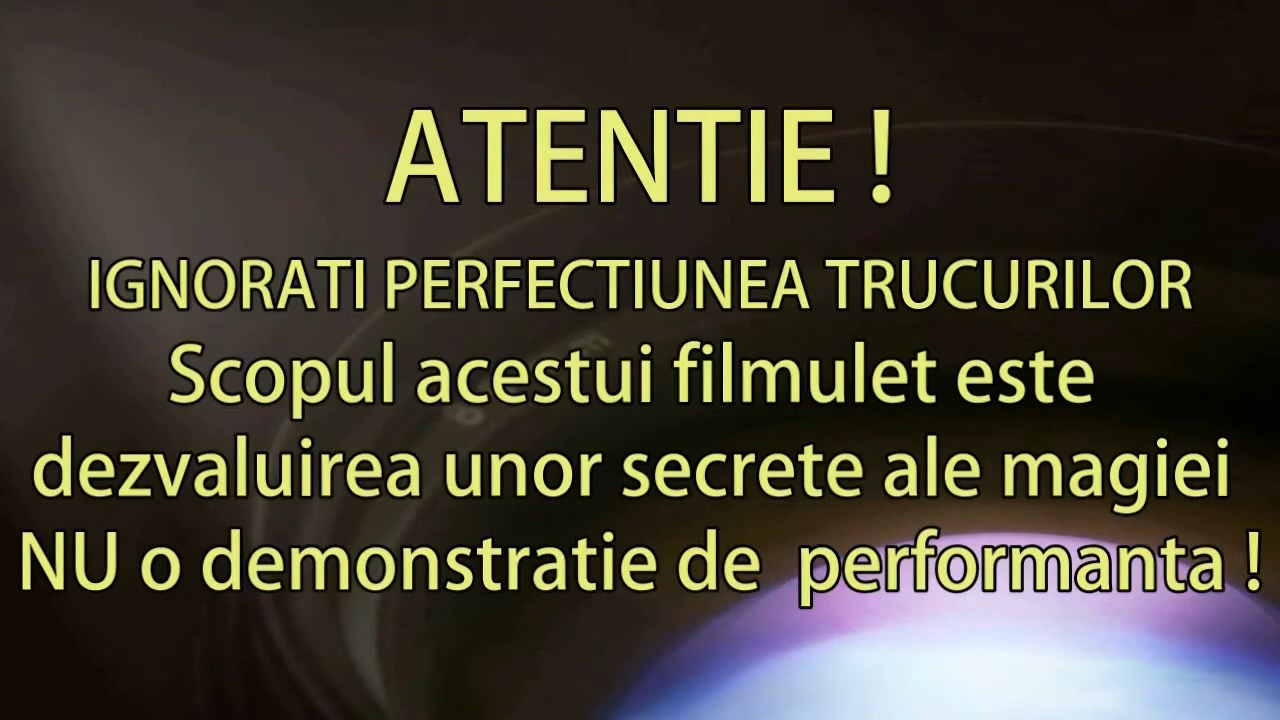 ATENTIE !
IGNORATI PERFECTIUNEA TRUCURILOR
Scopul acestui filmulet este
dezvaluirea unor secrete ale magiei
NU o demonstratie de  performanta !